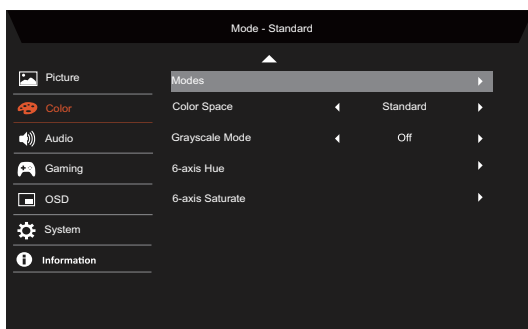 Mode - Standard
Picture
Modes
Color
Color Space Standard
Audio
Grayscale Mode Off
Gaming
6-axis Hue
OSD
6-axis Saturate
System
Information